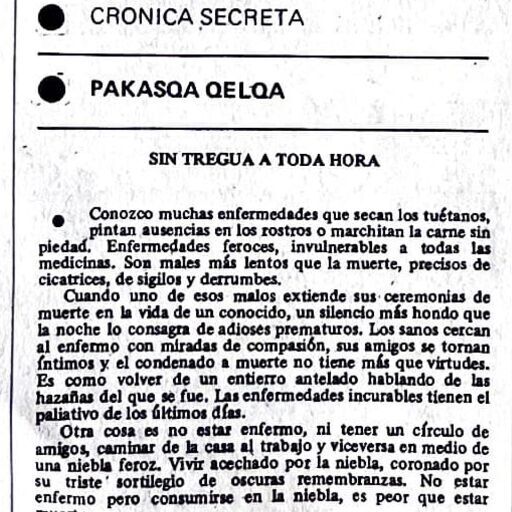 CRONICA SECRETA
PAKASQA QELQA
SIN TREGUA A TODA HORA
Conozco muchas enfermedades que secan los tuétanos,
pintan ausencias en los rostros o marchitan la carne sin
piedad. Enfermedades feroces, invulnerables a todas las
medicinas. Son males más lentos que la muerte, precisos de
cicatrices, de sigilos y derrumbes.
Cuando uno de esos malos extiende sus ceremonias de
muerte en la vida de un conocido, un silencio más hondo que
la noche lo consagra de adioses prematuros. Los sanos cercan
al enfermo con miradas de compasión, sus amigos se tornan
íntimos y el condenado a muerte no tiene más que virtudes.
Es como volver de un entierro antelado hablando de las
hazañas del que se fue. Las enfermedades incurables tienen el
paliativo de los últimos días.
Otra cosa es no estar enfermo, ni tener un círculo de
amigos, caminar de la casa al trabajo y viceversa en medio de
una niebla feroz. Vivir acechado por la niebla, coronado por
su triste sortilegio de oscuras remembranzas. No estar
enfermo pero consumirse en la niebla, es peor que estar